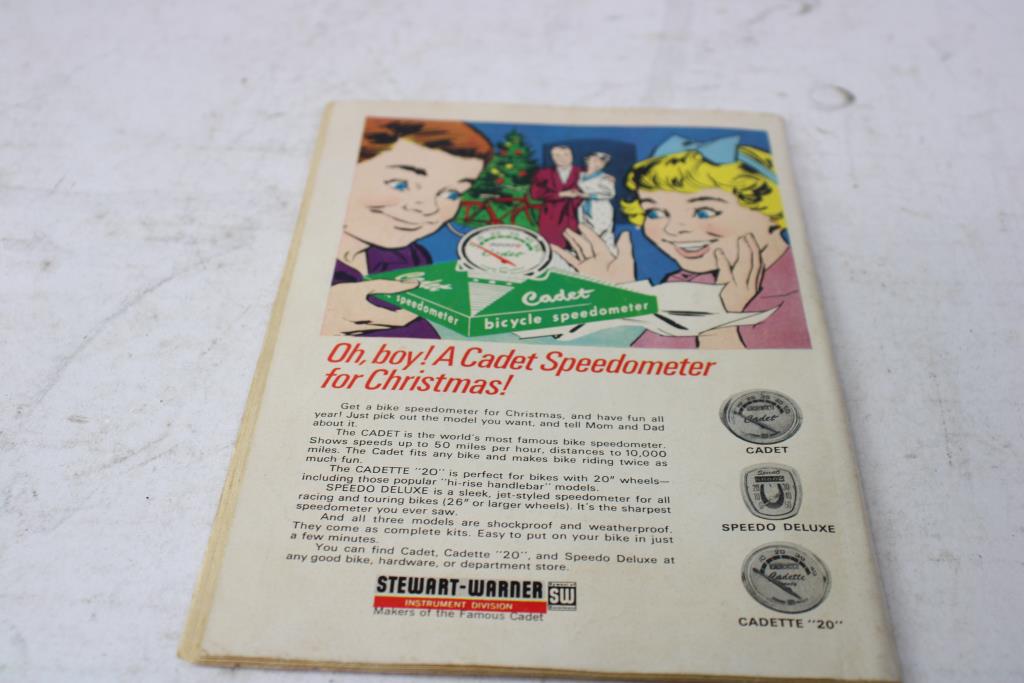 Cadet
speedometer
Cadet
Cadet
bicycle speedometer
Oh, boy! A Cadet Speedometer
for Christmas!
Get a bike speedometer for Christmas, and have fun all
year! Just pick out the model you want, and tell Mom and Dad
about it.
The CADET is the world's most famous bike speedometer.
Shows speeds up to 50 miles per hour, distances to 10,000
miles. The Cadet fits any bike and makes bike riding twice as
much fun.
The CADETTE "20" is perfect for bikes with 20" wheels—
including those popular "hi-rise handlebar" models.
SPEEDO DELUXE is a sleek, jet-styled speedometer for all
racing and touring bikes (26" or larger wheels). It's the sharpest
speedometer you ever saw.
And all three models are shockproof and weatherproof.
They come as complete kits. Easy to put on your bike in just
a few minutes.
You can find Cadet, Cadette "20", and Speedo Deluxe at
any good bike, hardware, or department store.
STEWART-WARNER
SW
INSTRUMENT DIVISION
Makers of the Famous Cadet
Cadet
CADET
Speedo
SPEEDO DELUXE
Cadette
CADETTE "20"